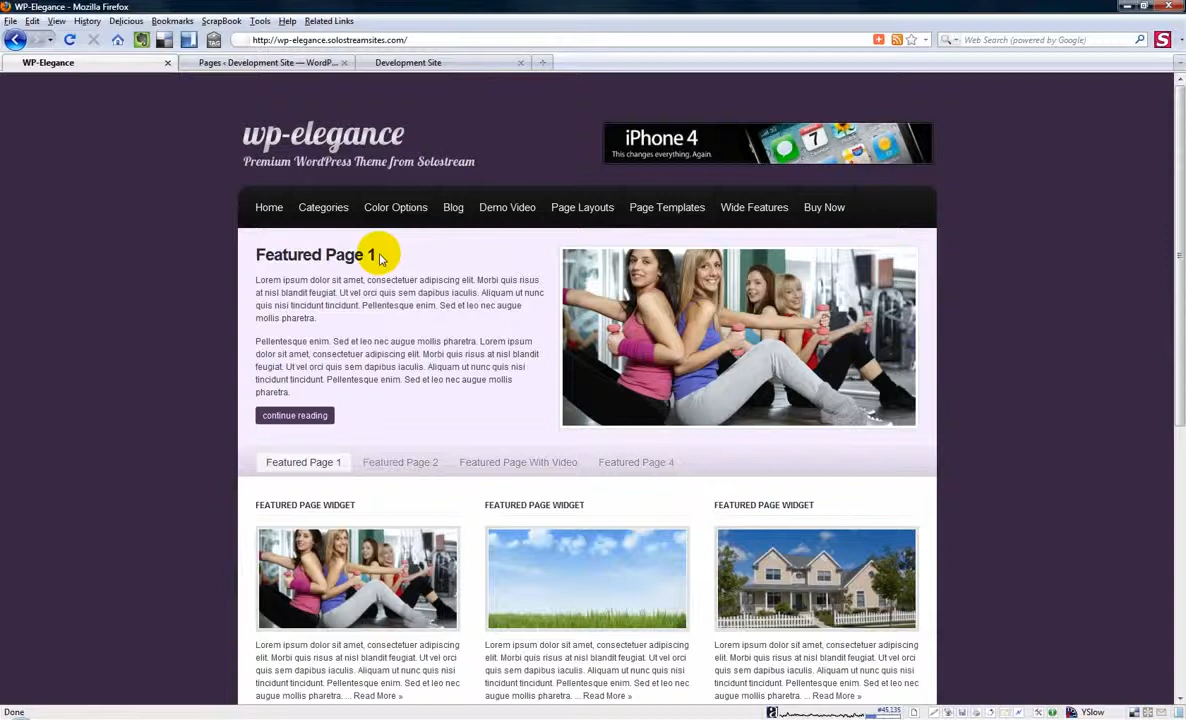 WP-Elegance - Mozilla Firefox
File Edit View History Delicious Bookmarks ScrapBook Tools Help Related Links
TAG
http://wp-elegance.solostreamsites.com/
Web Search (powered by Google)
WP-Elegance
Pages ‹ Development Site — WordP...
Development Site
wp-elegance
Premium WordPress Theme from Solostream
iPhone 4
This changes everything. Again.
7
Home Categories Color Options Blog Demo Video Page Layouts Page Templates Wide Features Buy Now
Featured Page 1
Lorem ipsum dolor sit amet, consectetuer adipiscing elit. Morbi quis risus
at nisl blandit feugiat. Ut vel orci quis sem dapibus iaculis. Aliquam ut nunc
quis nisi tincidunt tincidunt. Pellentesque enim. Sed et leo nec augue
mollis pharetra.
Pellentesque enim. Sed et leo nec augue mollis pharetra. Lorem ipsum
dolor sit amet, consectetuer adipiscing elit. Morbi quis risus at nisl blandit
feugiat. Ut vel orci quis sem dapibus iaculis. Aliquam ut nunc quis nisi
tincidunt tincidunt. Pellentesque enim. Sed et leo nec augue mollis
pharetra.
continue reading
Featured Page 1 Featured Page 2 Featured Page With Video Featured Page 4
FEATURED PAGE WIDGET
Lorem ipsum dolor sit amet, consectetuer adipiscing
elit. Morbi quis risus at nisl blandit feugiat. Ut vel orci
quis sem dapibus iaculis. Aliquam ut nunc quis nisi
tincidunt tincidunt. Pellentesque enim. Sed et leo nec
augue mollis pharetra. ... Read More »
FEATURED PAGE WIDGET
Lorem ipsum dolor sit amet, consectetuer adipiscing
elit. Morbi quis risus at nisl blandit feugiat. Ut vel orci
quis sem dapibus iaculis. Aliquam ut nunc quis nisi
tincidunt tincidunt. Pellentesque enim. Sed et leo nec
augue mollis pharetra. ... Read More »
FEATURED PAGE WIDGET
Lorem ipsum dolor sit amet, consectetuer adipiscing
elit. Morbi quis risus at nisl blandit feugiat. Ut vel orci
quis sem dapibus iaculis. Aliquam ut nunc quis nisi
tincidunt tincidunt. Pellentesque enim. Sed et leo nec
augue mollis pharetra. ... Read More »
Done
#45,135
YSlow